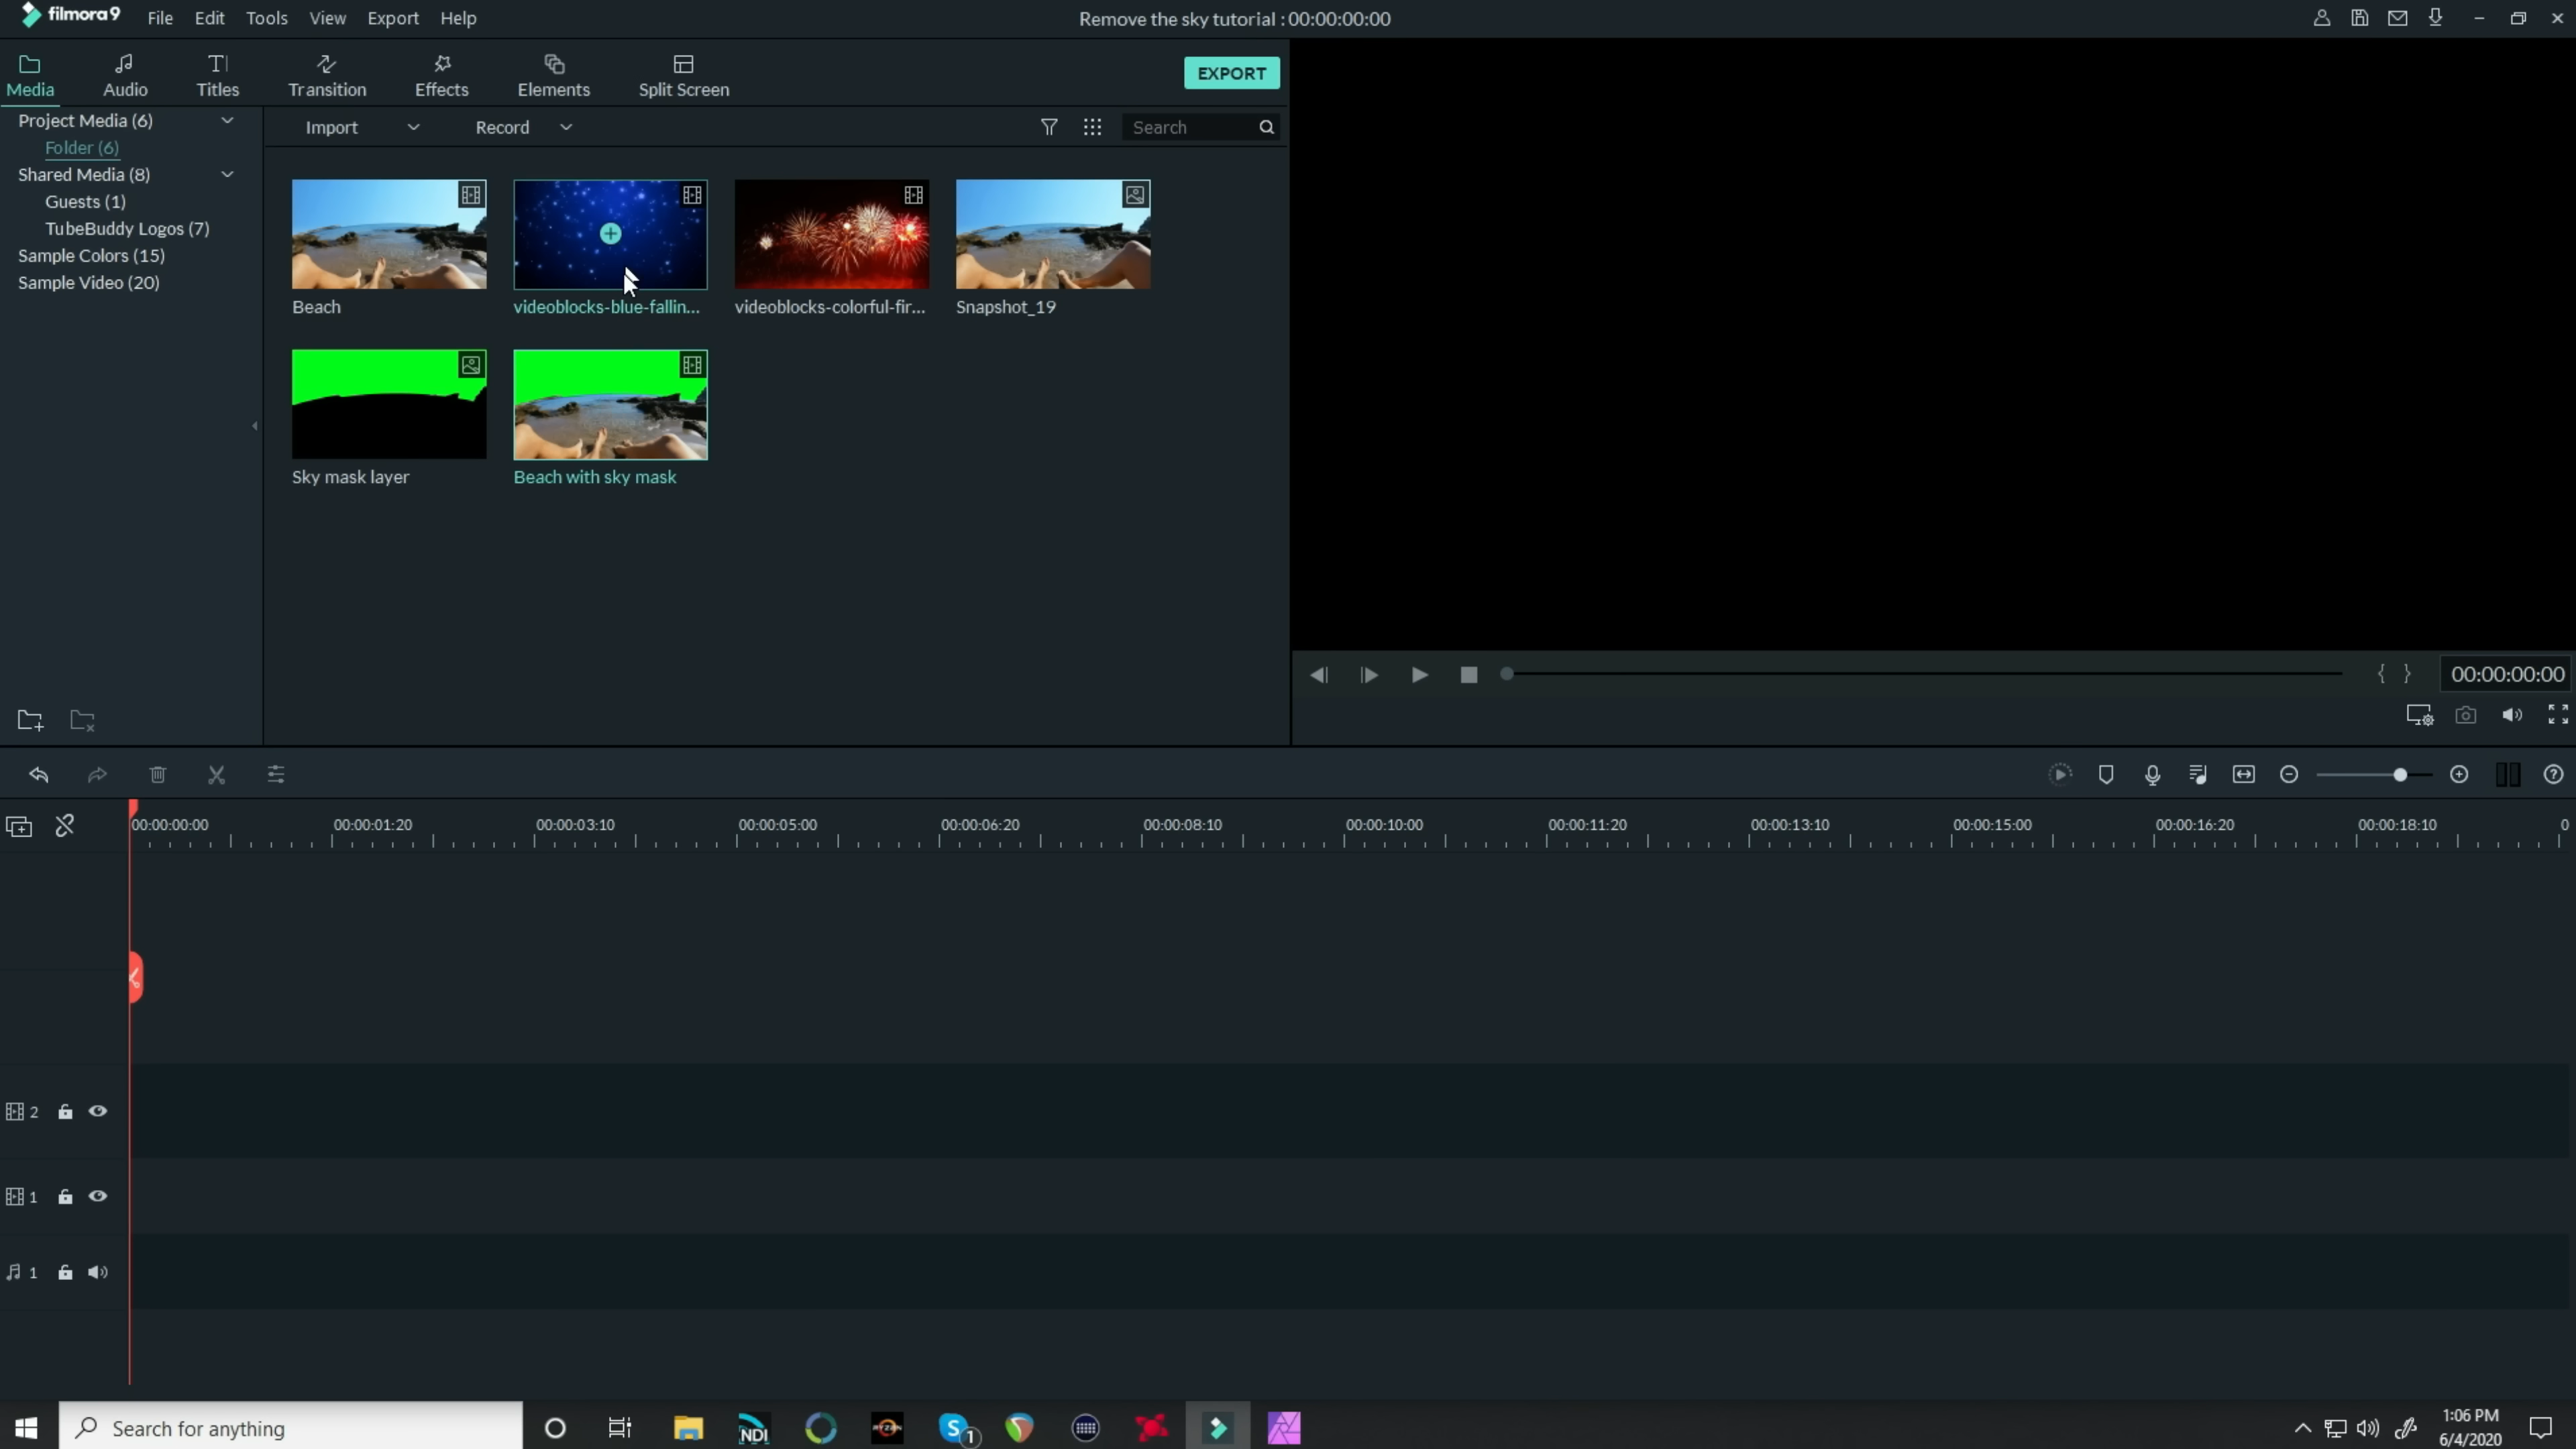 filmora9 File Edit Tools View Export Help
Remove the sky tutorial : 00:00:00:00
Media Audio Titles Transition Effects Elements Split Screen
EXPORT
Project Media (6)
Folder (6)
Shared Media (8)
Guests (1)
TubeBuddy Logos (7)
Sample Colors (15)
Sample Video (20)
Import Record Search
Beach videoblocks-blue-fallin... videoblocks-colorful-fir... Snapshot_19
Sky mask layer Beach with sky mask
{ } 00:00:00:00
00:00:00:00 00:00:01:20 00:00:03:10 00:00:05:00 00:00:06:20 00:00:08:10 00:00:10:00 00:00:11:20 00:00:13:10 00:00:15:00 00:00:16:20 00:00:18:10 0
2
1
1
Search for anything
NDI
RYZEN
S 1
1:06 PM
6/4/2020